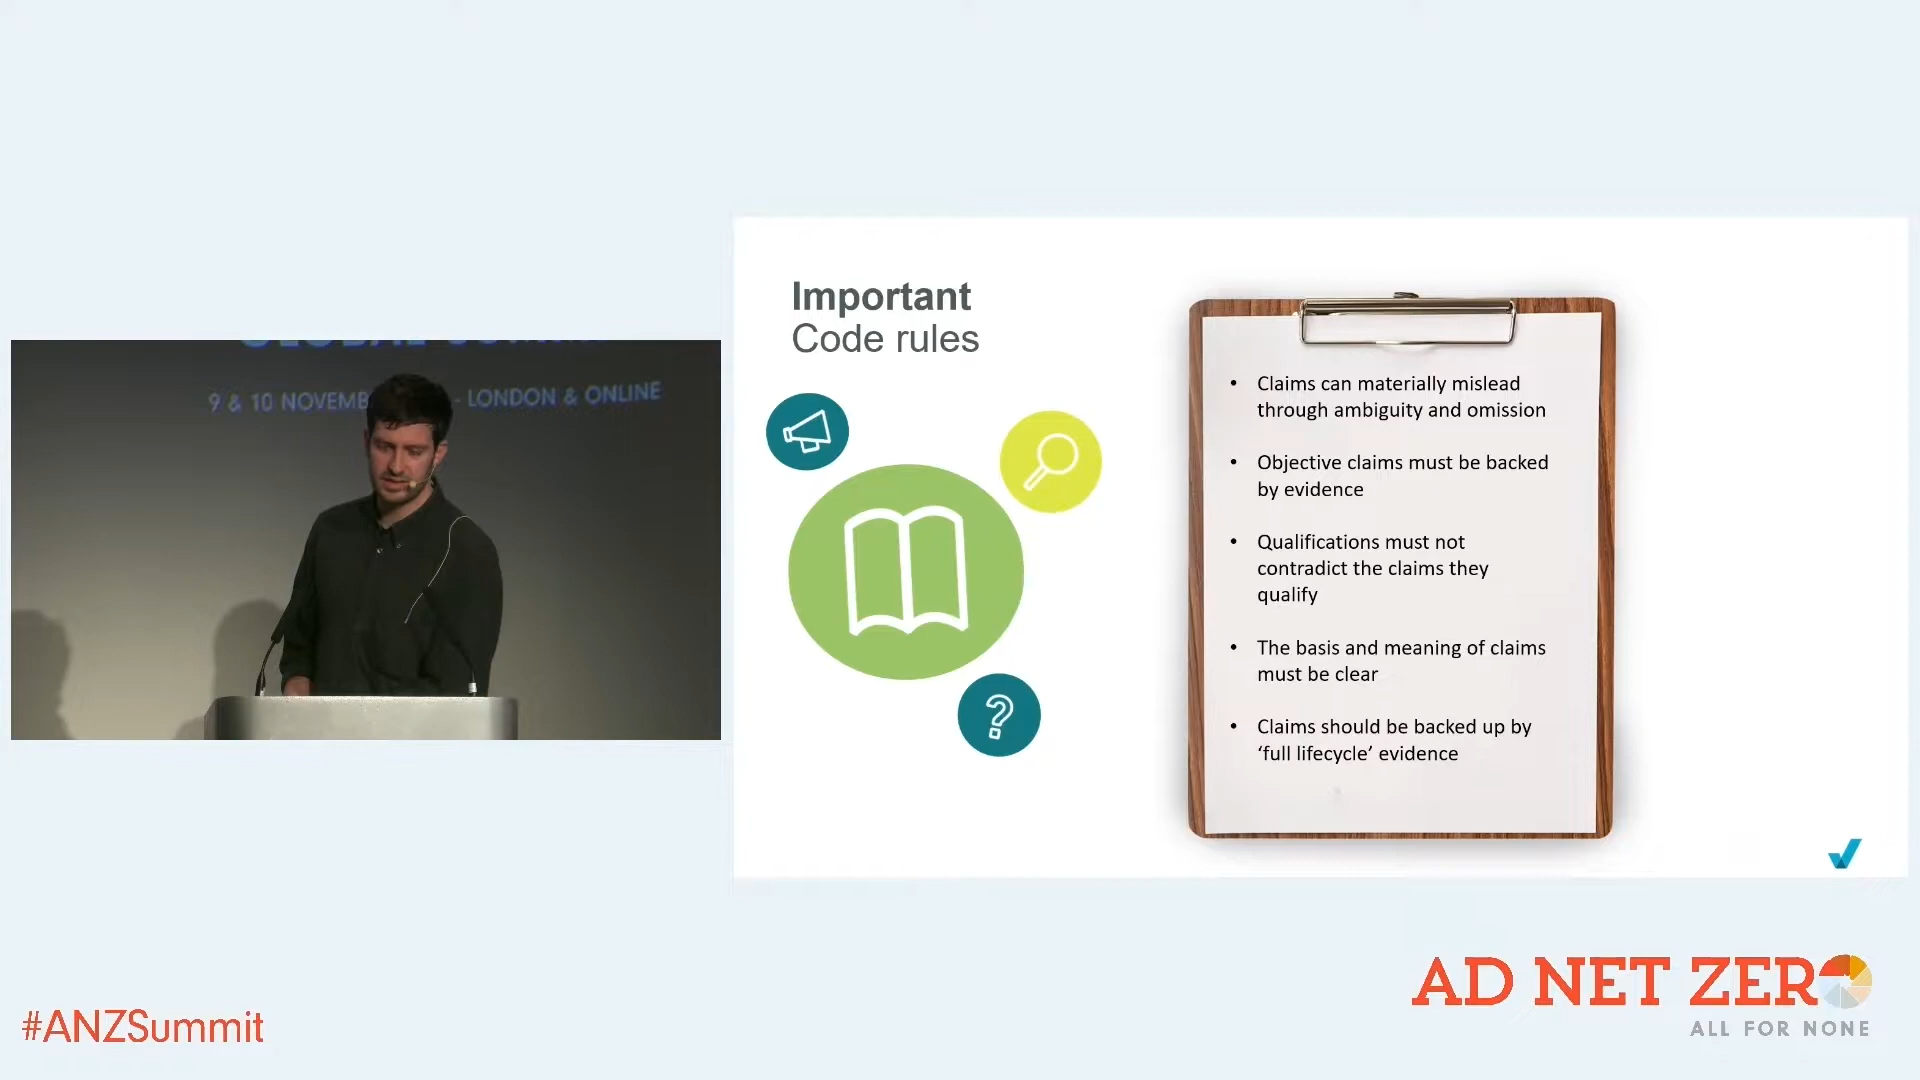 9 & 10 NOVEMB
- LONDON & ONLINE
Important
Code rules
• Claims can materially mislead
through ambiguity and omission
• Objective claims must be backed
by evidence
• Qualifications must not
contradict the claims they
qualify
• The basis and meaning of claims
must be clear
• Claims should be backed up by
‘full lifecycle’ evidence
#ANZSummit
AD NET ZERO
ALL FOR NONE